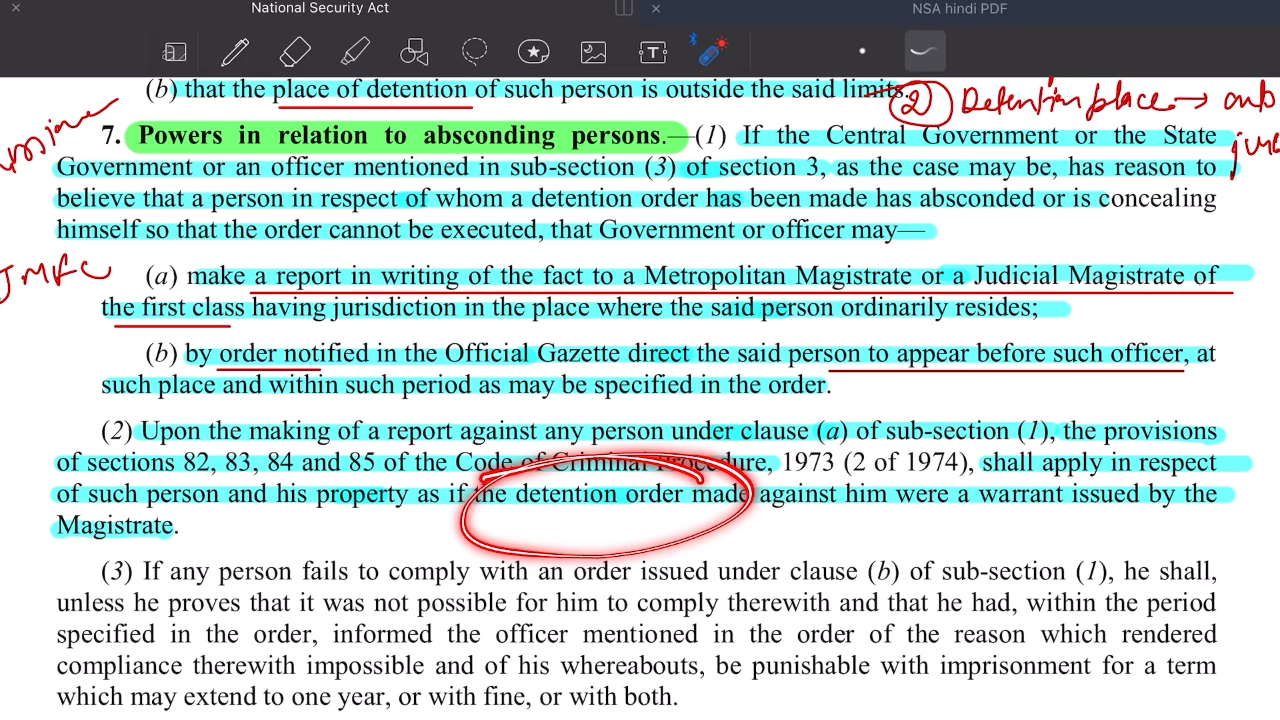 National Security Act
NSA hindi PDF
(b) that the place of detention of such person is outside the said limits.
② Detention place → out
7. Powers in relation to absconding persons.—(1) If the Central Government or the State
Government or an officer mentioned in sub-section (3) of section 3, as the case may be, has reason to
believe that a person in respect of whom a detention order has been made has absconded or is concealing
himself so that the order cannot be executed, that Government or officer may—
JMFC
(a) make a report in writing of the fact to a Metropolitan Magistrate or a Judicial Magistrate of
the first class having jurisdiction in the place where the said person ordinarily resides;
(b) by order notified in the Official Gazette direct the said person to appear before such officer, at
such place and within such period as may be specified in the order.
(2) Upon the making of a report against any person under clause (a) of sub-section (1), the provisions
of sections 82, 83, 84 and 85 of the Code of Criminal Procedure, 1973 (2 of 1974), shall apply in respect
of such person and his property as if the detention order made against him were a warrant issued by the
Magistrate.
(3) If any person fails to comply with an order issued under clause (b) of sub-section (1), he shall,
unless he proves that it was not possible for him to comply therewith and that he had, within the period
specified in the order, informed the officer mentioned in the order of the reason which rendered
compliance therewith impossible and of his whereabouts, be punishable with imprisonment for a term
which may extend to one year, or with fine, or with both.